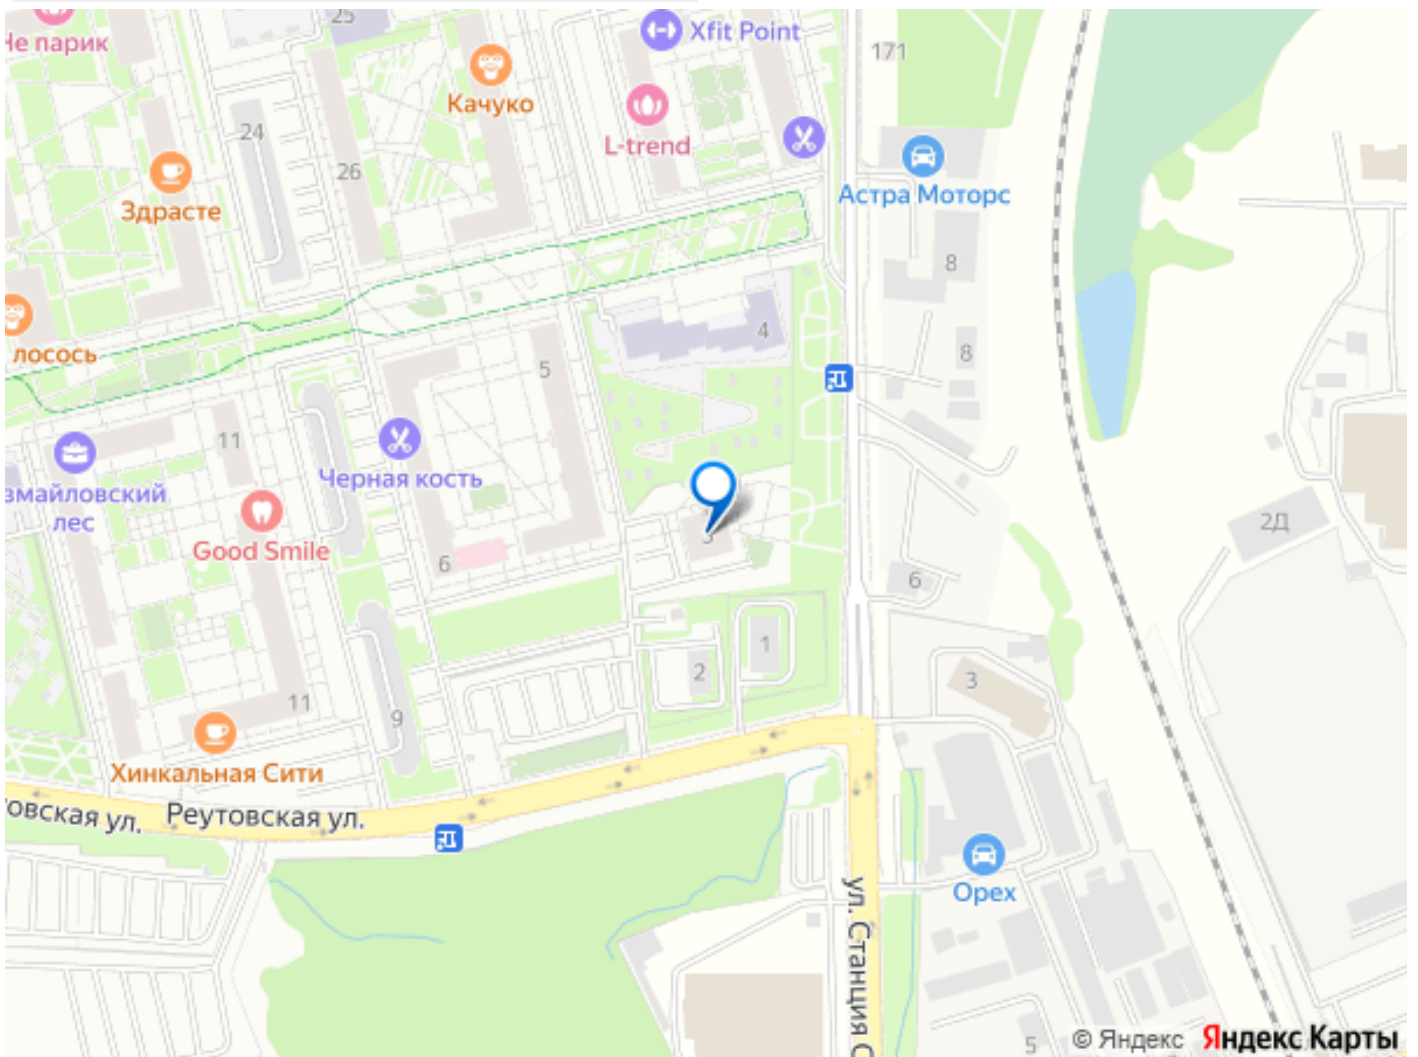 25
Не парик
Xfit Point
171
Качуко
24
L-trend
26
Здрасте
Астра Моторс
8
4
лосось
8
5
11
Черная кость
змайловский
лес
Good Smile
2Д
3
6
6
1
2
3
11
9
Хинкальная Сити
овская ул.
Реутовская ул.
Орех
ул. Станция
5
© Яндекс
Яндекс Карты